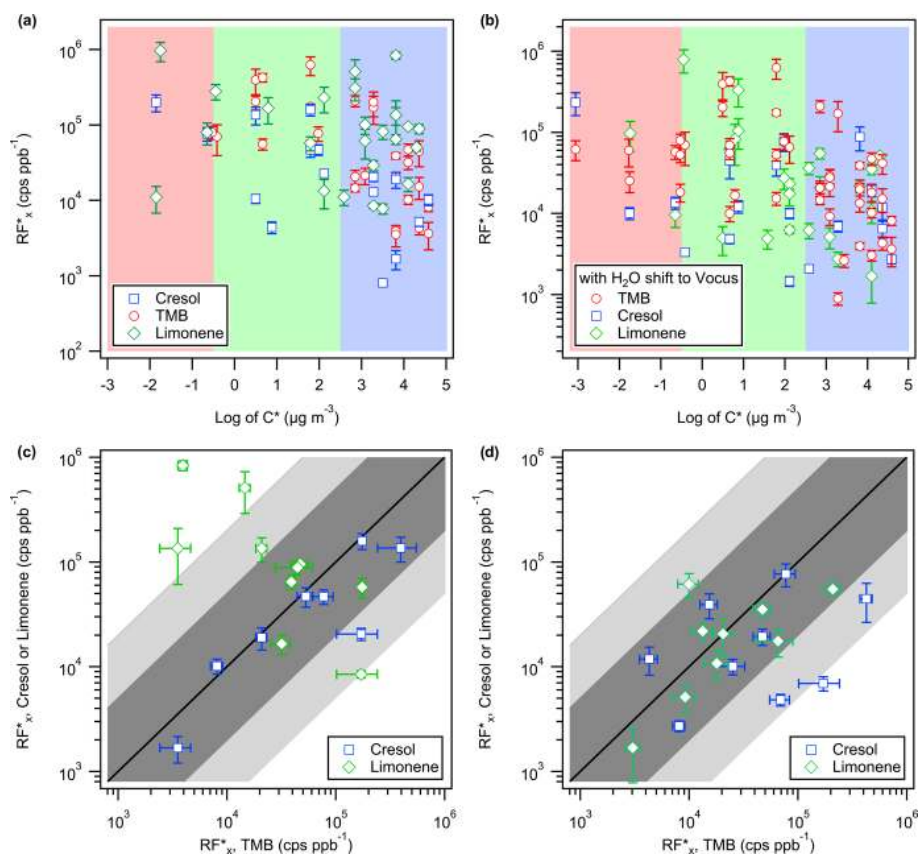 (a)
10^6
10^5
10^4
10^3
10^2
RF*x (cps ppb^-1)
Cresol
TMB
Limonene
-3 -2 -1 0 1 2 3 4 5
Log of C* (µg m^-3)
(b)
10^6
10^5
10^4
10^3
RF*x (cps ppb^-1)
with H2O shift to Vocus
TMB
Cresol
Limonene
-3 -2 -1 0 1 2 3 4 5
Log of C* (µg m^-3)
(c)
10^6
10^5
10^4
10^3
RF*x, Cresol or Limonene (cps ppb^-1)
Cresol
Limonene
10^3 10^4 10^5 10^6
RF*x, TMB (cps ppb^-1)
(d)
10^6
10^5
10^4
10^3
RF*x, Cresol or Limonene (cps ppb^-1)
Cresol
Limonene
10^3 10^4 10^5 10^6
RF*x, TMB (cps ppb^-1)